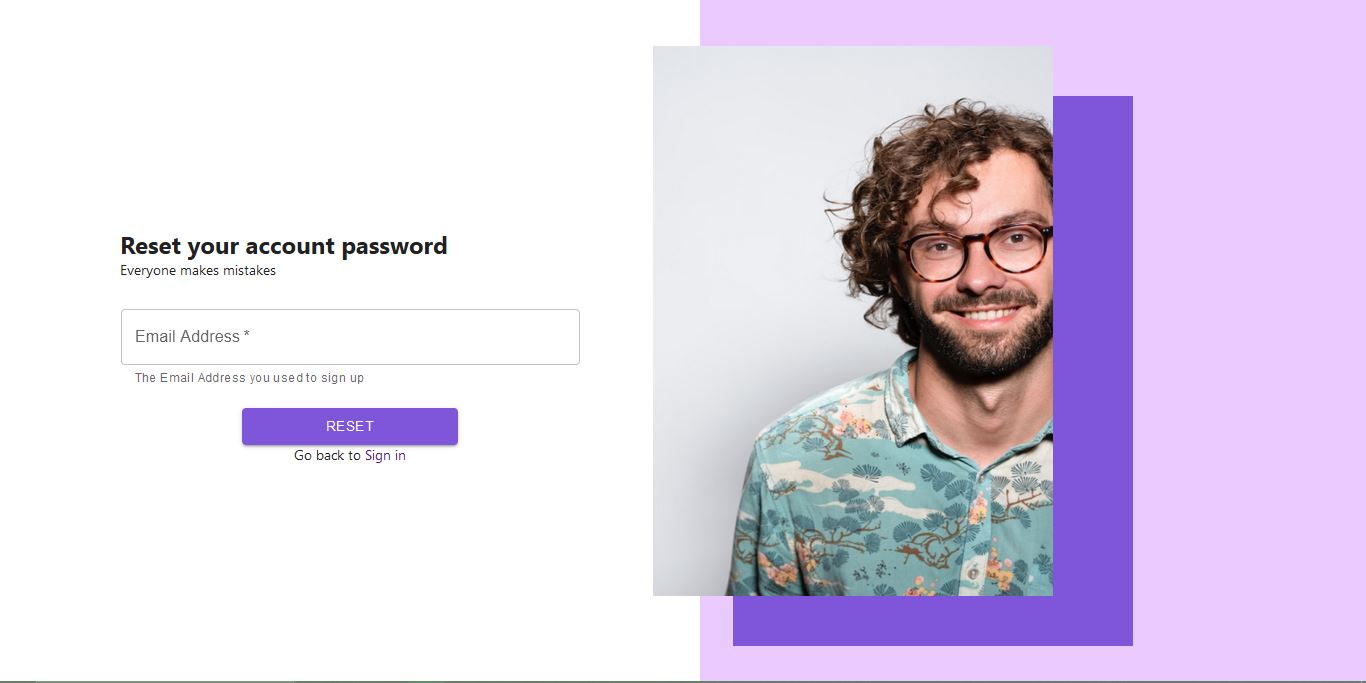 Reset your account password
Everyone makes mistakes
Email Address *
The Email Address you used to sign up
RESET
Go back to Sign in